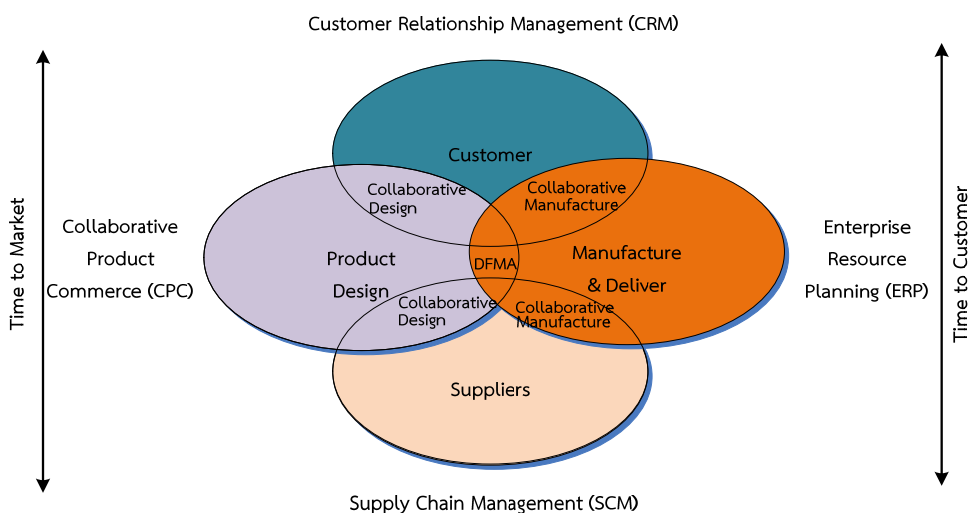 Customer Relationship Management (CRM)
Time to Market
Collaborative
Product
Commerce (CPC)
Customer
Collaborative
Design
Collaborative
Manufacture
Product
Design
DFMA
Manufacture
& Deliver
Collaborative
Design
Collaborative
Manufacture
Suppliers
Enterprise
Resource
Planning (ERP)
Time to Customer
Supply Chain Management (SCM)